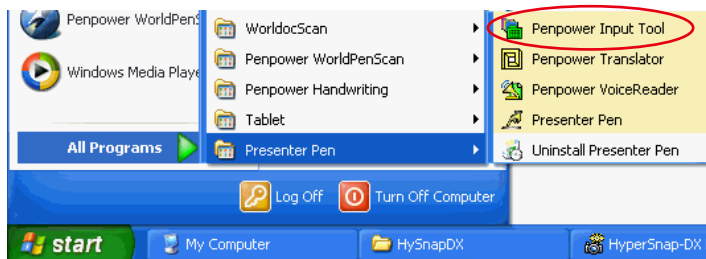 Penpower WorldPenS
Windows Media Playe
All Programs
WorldocScan
Penpower WorldPenScan
Penpower Handwriting
Tablet
Presenter Pen
Penpower Input Tool
Penpower Translator
Penpower VoiceReader
Presenter Pen
Uninstall Presenter Pen
Log Off
Turn Off Computer
start
My Computer
HySnapDX
HyperSnap-DX